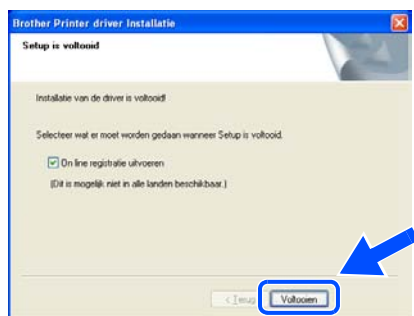 Brother Printer driver Installatie
Setup is voltooid
Installatie van de driver is voltooid!
Selecteer wat er moet worden gedaan wanneer Setup is voltooid.
On line registratie uitvoeren
(Dit is mogelijk niet in alle landen beschikbaar.)
< Terug
Voltooien